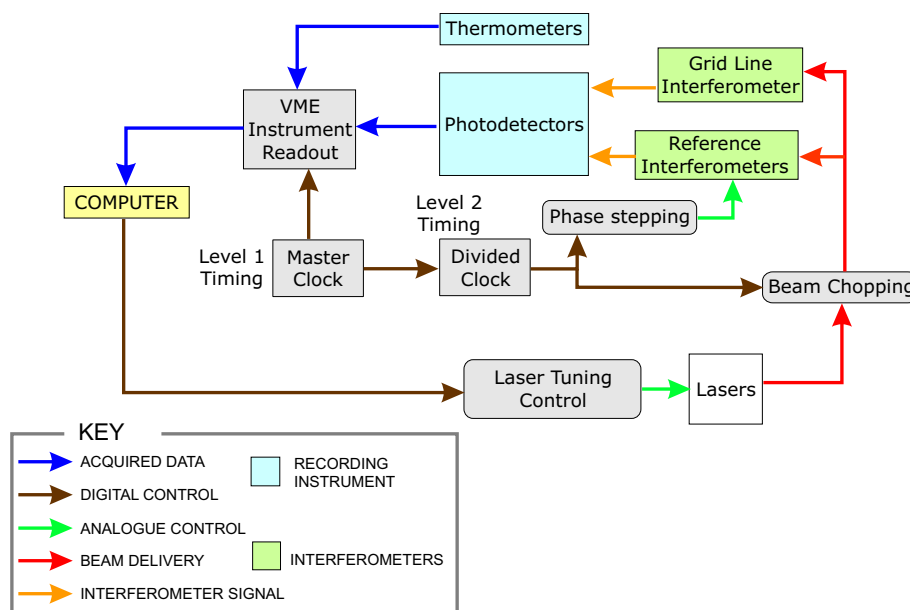 Thermometers
Grid Line
Interferometer
VME
Instrument
Readout
Photodetectors
Reference
Interferometers
COMPUTER
Level 2
Timing
Phase stepping
Level 1
Timing
Master
Clock
Divided
Clock
Beam Chopping
Laser Tuning
Control
Lasers
KEY
ACQUIRED DATA
DIGITAL CONTROL
ANALOGUE CONTROL
BEAM DELIVERY
INTERFEROMETER SIGNAL
RECORDING
INSTRUMENT
INTERFEROMETERS